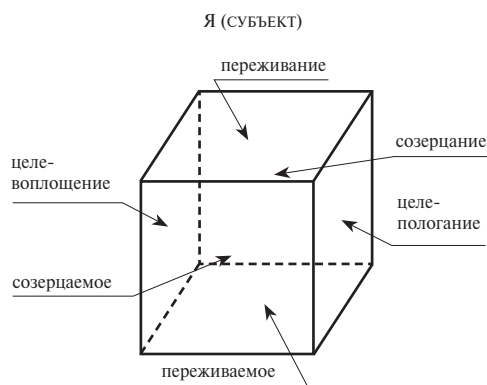 Я (СУБЪЕКТ)
переживание
созерцание
целе-
воплощение
целе-
пологание
созерцаемое
переживаемое